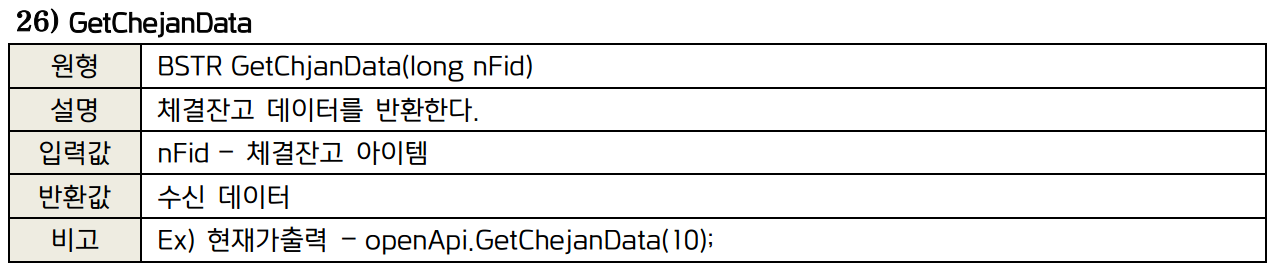 26) GetChejanData
원형 BSTR GetChjanData(long nFid)
설명 체결잔고 데이터를 반환한다.
입력값 nFid - 체결잔고 아이템
반환값 수신 데이터
비고 Ex) 현재가출력 - openApi.GetChejanData(10);